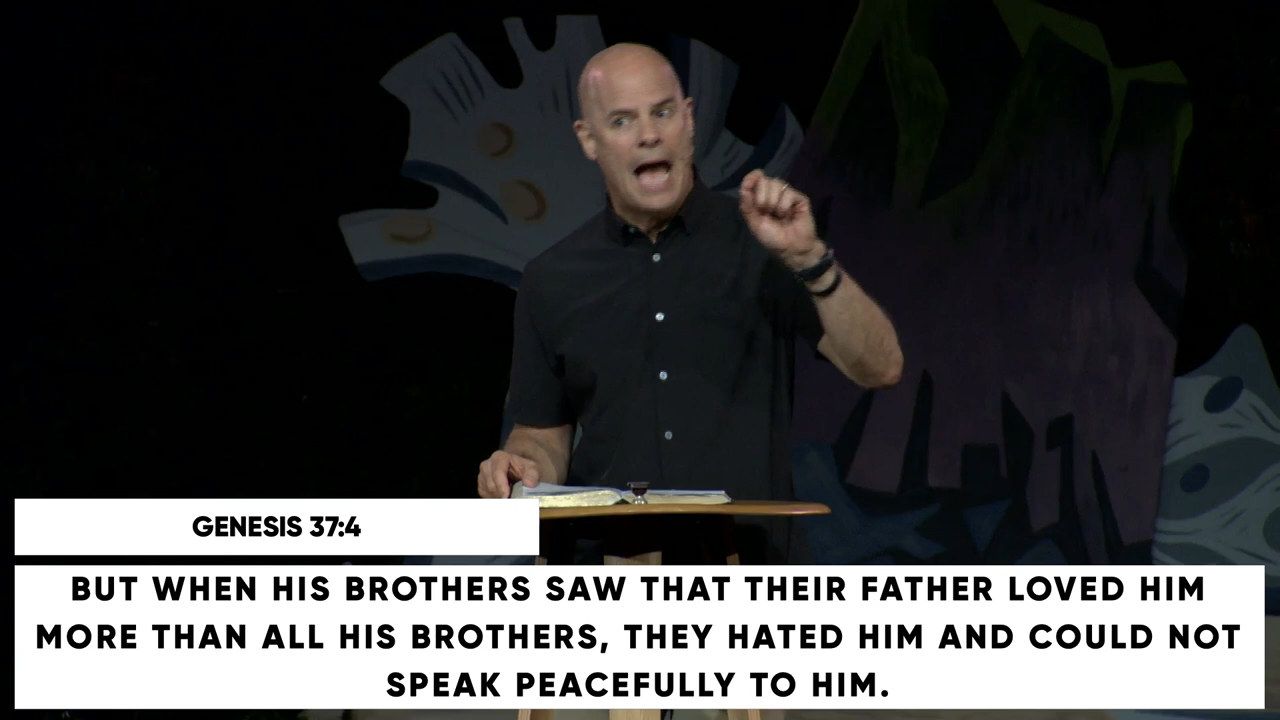 GENESIS 37:4
BUT WHEN HIS BROTHERS SAW THAT THEIR FATHER LOVED HIM
MORE THAN ALL HIS BROTHERS, THEY HATED HIM AND COULD NOT
SPEAK PEACEFULLY TO HIM.